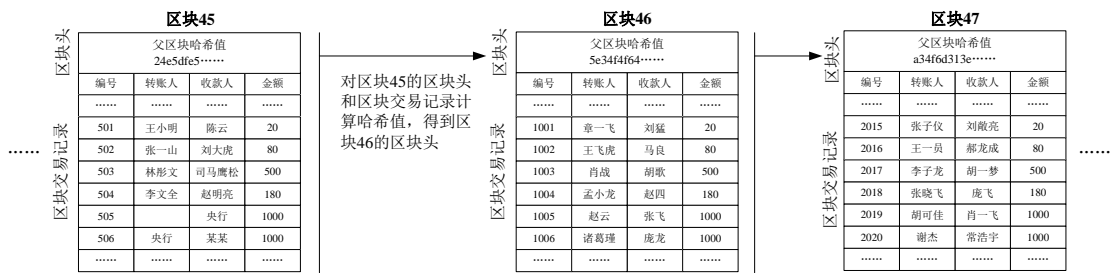 区块45
区块头
父区块哈希值
24e5dfe5……
编号 转账人 收款人 金额
…… …… …… ……
区块交易记录
501 王小明 陈云 20
502 张一山 刘大虎 80
503 林彤文 司马鹰松 500
504 李文全 赵明亮 180
505 央行 1000
506 央行 某某 1000
…… …… …… ……
……
对区块45的区块头
和区块交易记录计
算哈希值，得到区
块46的区块头
区块46
区块头
父区块哈希值
5e34f4f64……
编号 转账人 收款人 金额
…… …… …… ……
区块交易记录
1001 章一飞 刘猛 20
1002 王飞虎 马良 80
1003 肖战 胡歌 500
1004 孟小龙 赵四 180
1005 赵云 张飞 1000
1006 诸葛瑾 庞龙 1000
…… …… …… ……
区块47
区块头
父区块哈希值
a34f6d313e……
编号 转账人 收款人 金额
…… …… …… ……
区块交易记录
2015 张子仪 刘敞亮 20
2016 王一员 郝龙成 80
2017 李子龙 胡一梦 500
2018 张晓飞 庞飞 180
2019 胡可佳 肖一飞 1000
2020 谢杰 常浩宇 1000
…… …… …… ……
……